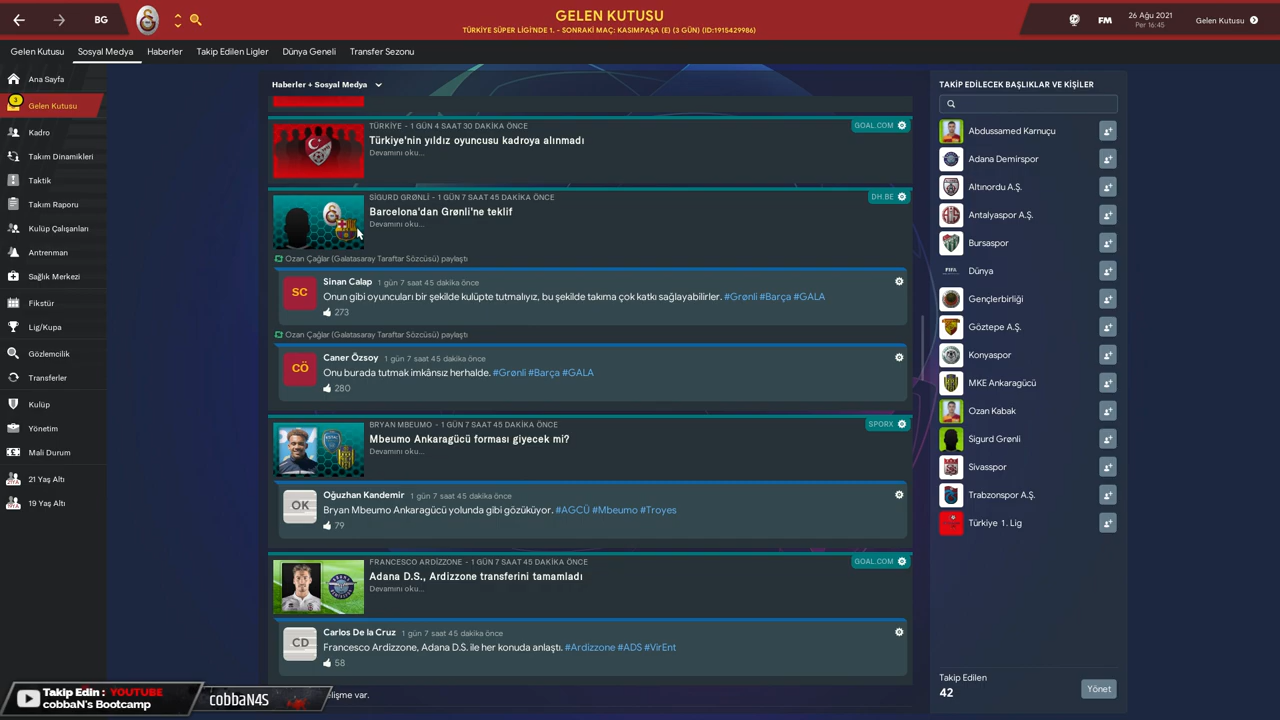 BG
GELEN KUTUSU
TÜRKİYE SÜPER LİGİ'NDE 1. - SONRAKİ MAÇ: KASIMPAŞA (E) (3 GÜN) (ID:1915429986)
FM
26 Ağu 2021
Per 16:45
Gelen Kutusu
Gelen Kutusu
Sosyal Medya
Haberler
Takip Edilen Ligler
Dünya Geneli
Transfer Sezonu
Ana Sayfa
3
Gelen Kutusu
Kadro
Takım Dinamikleri
Taktik
Takım Raporu
Kulüp Çalışanları
Antrenman
Sağlık Merkezi
Fikstür
Lig/Kupa
Gözlemcilik
Transferler
Kulüp
Yönetim
Mali Durum
21 Yaş Altı
19 Yaş Altı
Haberler + Sosyal Medya
TÜRKİYE - 1 GÜN 4 SAAT 30 DAKİKA ÖNCE
GOAL.COM
Türkiye'nin yıldız oyuncusu kadroya alınmadı
Devamını oku...
SİGURD GRØNLİ - 1 GÜN 7 SAAT 45 DAKİKA ÖNCE
DH.BE
Barcelona'dan Grønli'ne teklif
Devamını oku...
Ozan Çağlar (Galatasaray Taraftar Sözcüsü) paylaştı
SC
Sinan Calap 1 gün 7 saat 45 dakika önce
Onun gibi oyuncuları bir şekilde kulüpte tutmalıyız, bu şekilde takıma çok katkı sağlayabilirler. #Grønli #Barça #GALA
273
Ozan Çağlar (Galatasaray Taraftar Sözcüsü) paylaştı
CÖ
Caner Özsoy 1 gün 7 saat 45 dakika önce
Onu burada tutmak imkânsız herhalde. #Grønli #Barça #GALA
280
BRYAN MBEUMO - 1 GÜN 7 SAAT 45 DAKİKA ÖNCE
SPORX
Mbeumo Ankaragücü forması giyecek mi?
Devamını oku...
OK
Oğuzhan Kandemir 1 gün 7 saat 45 dakika önce
Bryan Mbeumo Ankaragücü yolunda gibi gözüküyor. #AGCÜ #Mbeumo #Troyes
79
FRANCESCO ARDİZZONE - 1 GÜN 7 SAAT 45 DAKİKA ÖNCE
GOAL.COM
Adana D.S., Ardizzone transferini tamamladı
Devamını oku...
CD
Carlos De la Cruz 1 gün 7 saat 45 dakika önce
Francesco Ardizzone, Adana D.S. ile her konuda anlaştı. #Ardizzone #ADS #VirEnt
58
elişme var.
TAKİP EDİLECEK BAŞLIKLAR VE KİŞİLER
Abdussamed Karnuçu
Adana Demirspor
Altınordu A.Ş.
Antalyaspor A.Ş.
Bursaspor
FIFA
Dünya
Gençlerbirliği
Göztepe A.Ş.
Konyaspor
MKE Ankaragücü
Ozan Kabak
Sigurd Grønli
Sivasspor
Trabzonspor A.Ş.
Türkiye 1. Lig
Takip Edilen
42
Yönet
Takip Edin : YOUTUBE
cobbaN's Bootcamp
cobbaN4S